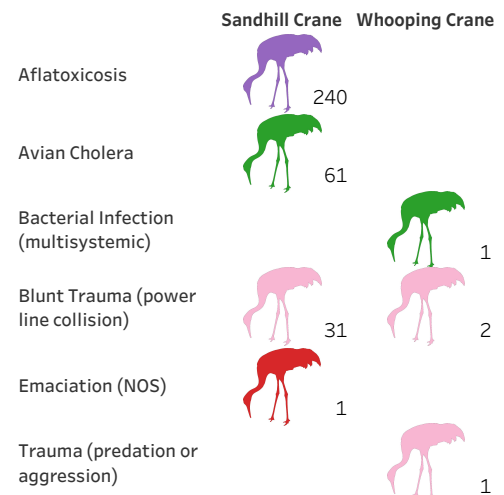 Sandhill Crane Whooping Crane
Aflatoxicosis
240
Avian Cholera
61
Bacterial Infection
(multisystemic)
1
Blunt Trauma (power
line collision)
31 2
Emaciation (NOS)
1
Trauma (predation or
aggression)
1